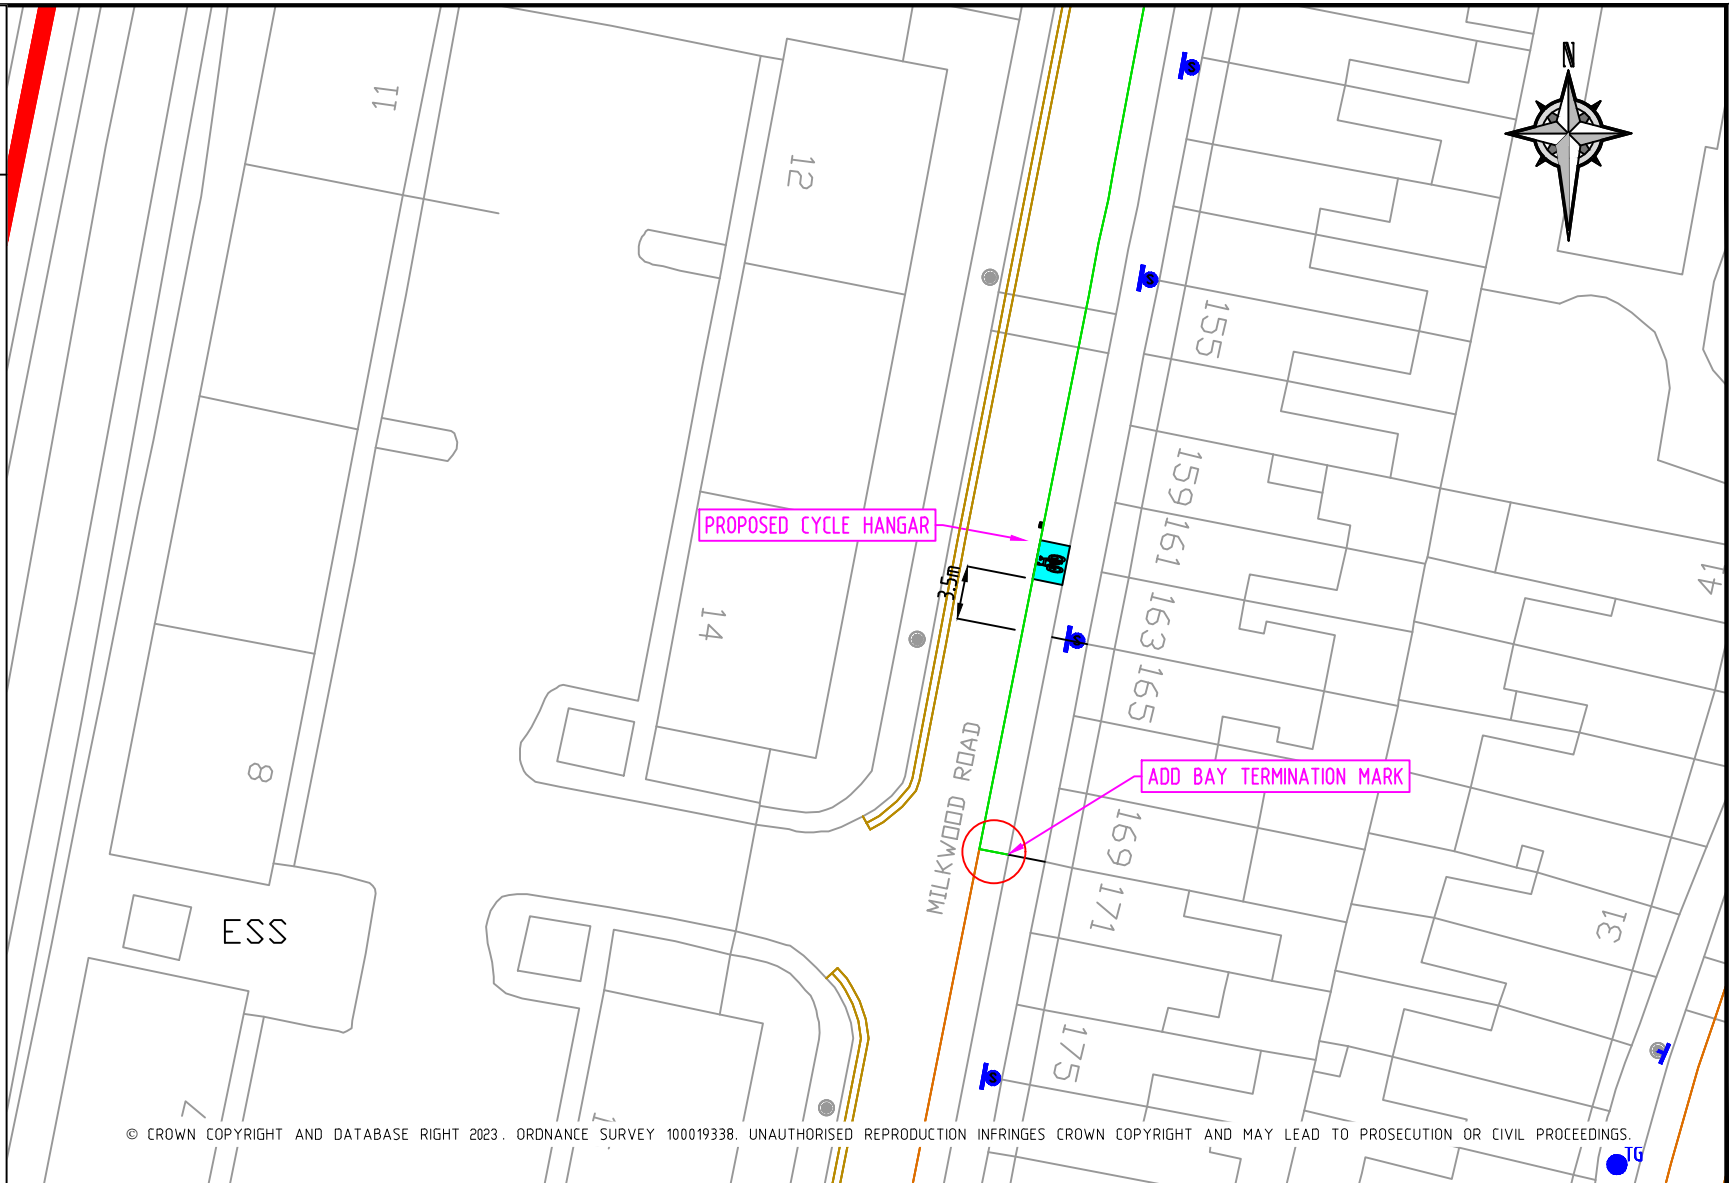 N
11
12
155
PROPOSED CYCLE HANGAR
159
161
3.5m
41
14
163
165
MILKWOOD ROAD
8
ADD BAY TERMINATION MARK
169
171
ESS
31
175
7
© CROWN COPYRIGHT AND DATABASE RIGHT 2023. ORDNANCE SURVEY 100019338. UNAUTHORISED REPRODUCTION INFRINGES CROWN COPYRIGHT AND MAY LEAD TO PROSECUTION OR CIVIL PROCEEDINGS.
TG